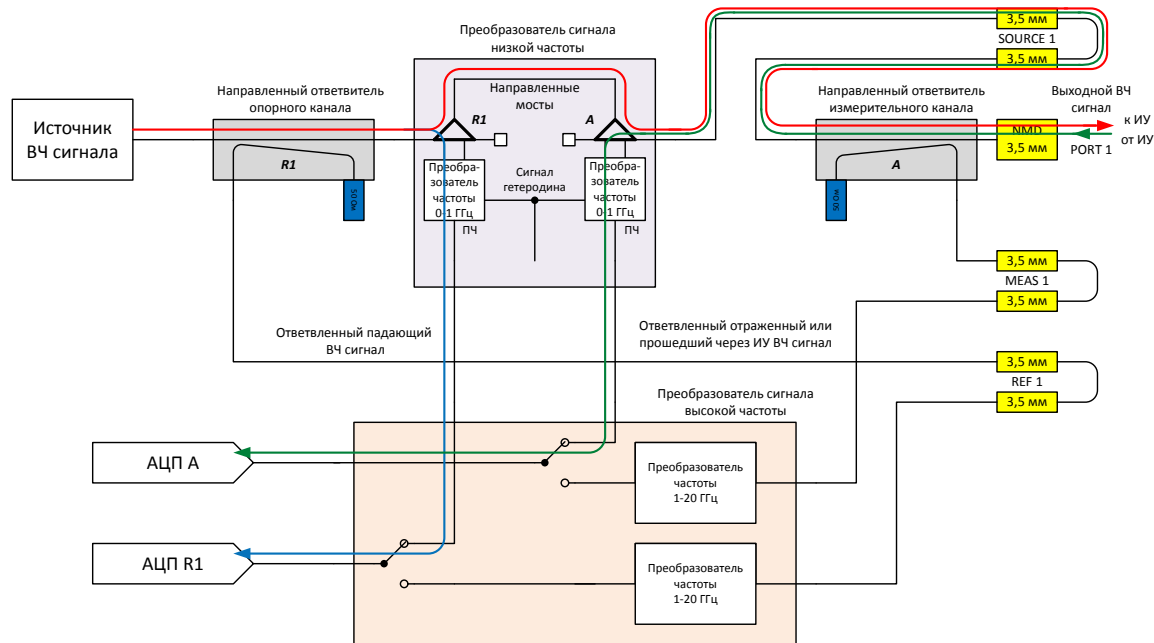 Преобразователь сигнала
низкой частоты
3,5 мм
SOURCE 1
3,5 мм
Источник
ВЧ сигнала
Направленный ответвитель
опорного канала
R1
50 Ом
Направленные
мосты
R1
A
Преобра-
зователь
частоты
0-1 ГГц
ПЧ
Сигнал
гетеродина
Преобра-
зователь
частоты
0-1 ГГц
ПЧ
Направленный ответвитель
измерительного канала
A
50 Ом
Выходной ВЧ
сигнал
к ИУ
NMD
3,5 мм
от ИУ
PORT 1
3,5 мм
MEAS 1
3,5 мм
Ответвленный падающий
ВЧ сигнал
Ответвленный отраженный или
прошедший через ИУ ВЧ сигнал
3,5 мм
REF 1
3,5 мм
Преобразователь сигнала
высокой частоты
АЦП A
Преобразователь
частоты
1-20 ГГц
АЦП R1
Преобразователь
частоты
1-20 ГГц